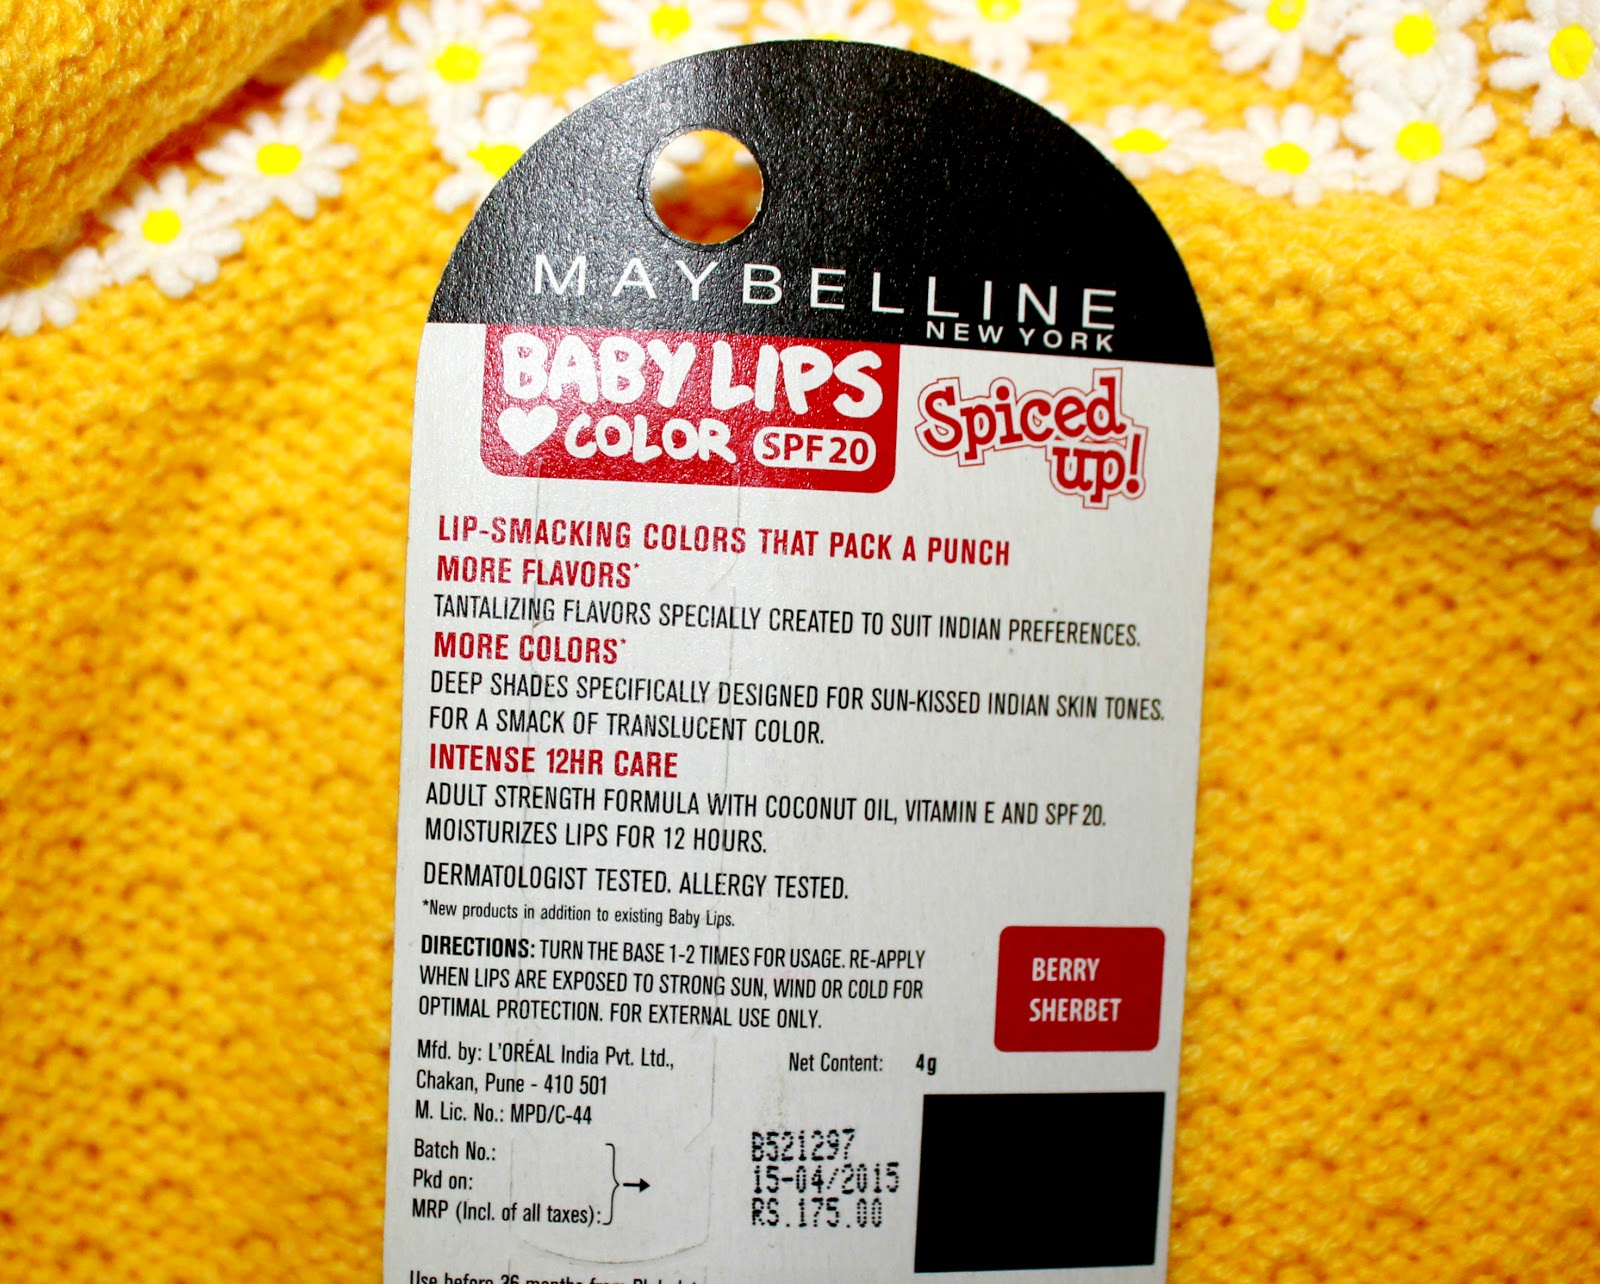 MAYBELLINE
NEW YORK
BABY LIPS
COLOR SPF 20
Spiced
up!
LIP-SMACKING COLORS THAT PACK A PUNCH
MORE FLAVORS*
TANTALIZING FLAVORS SPECIALLY CREATED TO SUIT INDIAN PREFERENCES.
MORE COLORS*
DEEP SHADES SPECIFICALLY DESIGNED FOR SUN-KISSED INDIAN SKIN TONES.
FOR A SMACK OF TRANSLUCENT COLOR.
INTENSE 12HR CARE
ADULT STRENGTH FORMULA WITH COCONUT OIL, VITAMIN E AND SPF 20.
MOISTURIZES LIPS FOR 12 HOURS.
DERMATOLOGIST TESTED. ALLERGY TESTED.
*New products in addition to existing Baby Lips.
DIRECTIONS: TURN THE BASE 1-2 TIMES FOR USAGE. RE-APPLY
WHEN LIPS ARE EXPOSED TO STRONG SUN, WIND OR COLD FOR
OPTIMAL PROTECTION. FOR EXTERNAL USE ONLY.
BERRY
SHERBET
Mfd. by: L'ORÉAL India Pvt. Ltd.,
Chakan, Pune - 410 501
M. Lic. No.: MPD/C-44
Net Content: 4g
Batch No.: B521297
Pkd on: 15-04/2015
MRP (Incl. of all taxes): RS.175.00
Use before 36 months from